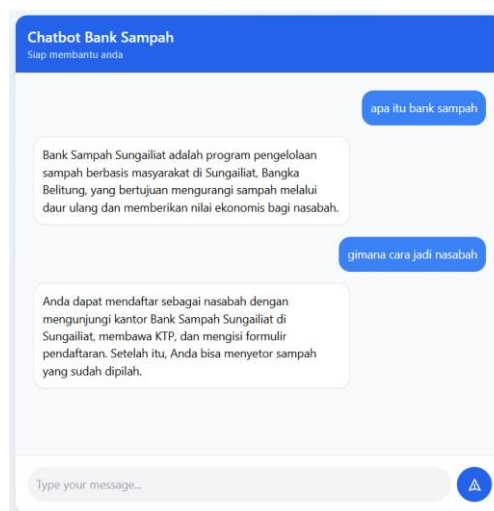 Chatbot Bank Sampah
Siap membantu anda
apa itu bank sampah
Bank Sampah Sungailiat adalah program pengelolaan
sampah berbasis masyarakat di Sungailiat, Bangka
Belitung, yang bertujuan mengurangi sampah melalui
daur ulang dan memberikan nilai ekonomis bagi nasabah.
gimana cara jadi nasabah
Anda dapat mendaftar sebagai nasabah dengan
mengunjungi kantor Bank Sampah Sungailiat di
Sungailiat, membawa KTP, dan mengisi formulir
pendaftaran. Setelah itu, Anda bisa menyetor sampah
yang sudah dipilah.
Type your message...